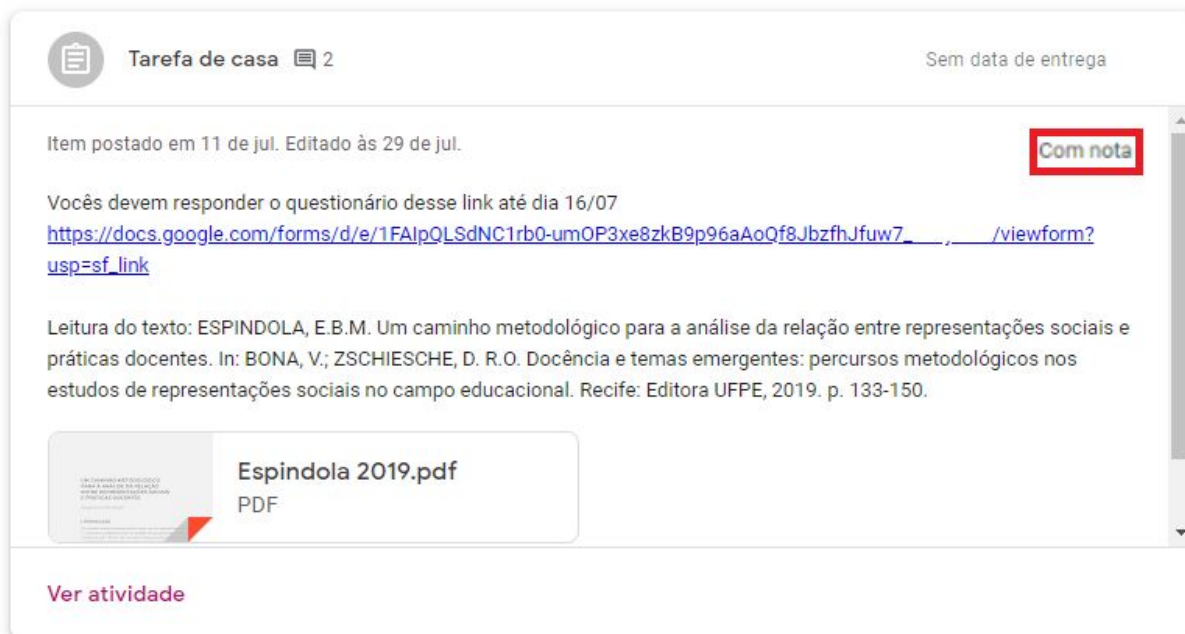 Tarefa de casa 2 Sem data de entrega
Item postado em 11 de jul. Editado às 29 de jul.
Com nota
Vocês devem responder o questionário desse link até dia 16/07
https://docs.google.com/forms/d/e/1FAIpQLSdNC1rb0-umOP3xe8zkB9p96aAoQf8JbzfhJfuw7_ /viewform?
usp=sf_link
Leitura do texto: ESPINDOLA, E.B.M. Um caminho metodológico para a análise da relação entre representações sociais e
práticas docentes. In: BONA, V.; ZSCHIESCHE, D. R.O. Docência e temas emergentes: percursos metodológicos nos
estudos de representações sociais no campo educacional. Recife: Editora UFPE, 2019. p. 133-150.
Espindola 2019.pdf
PDF
Ver atividade